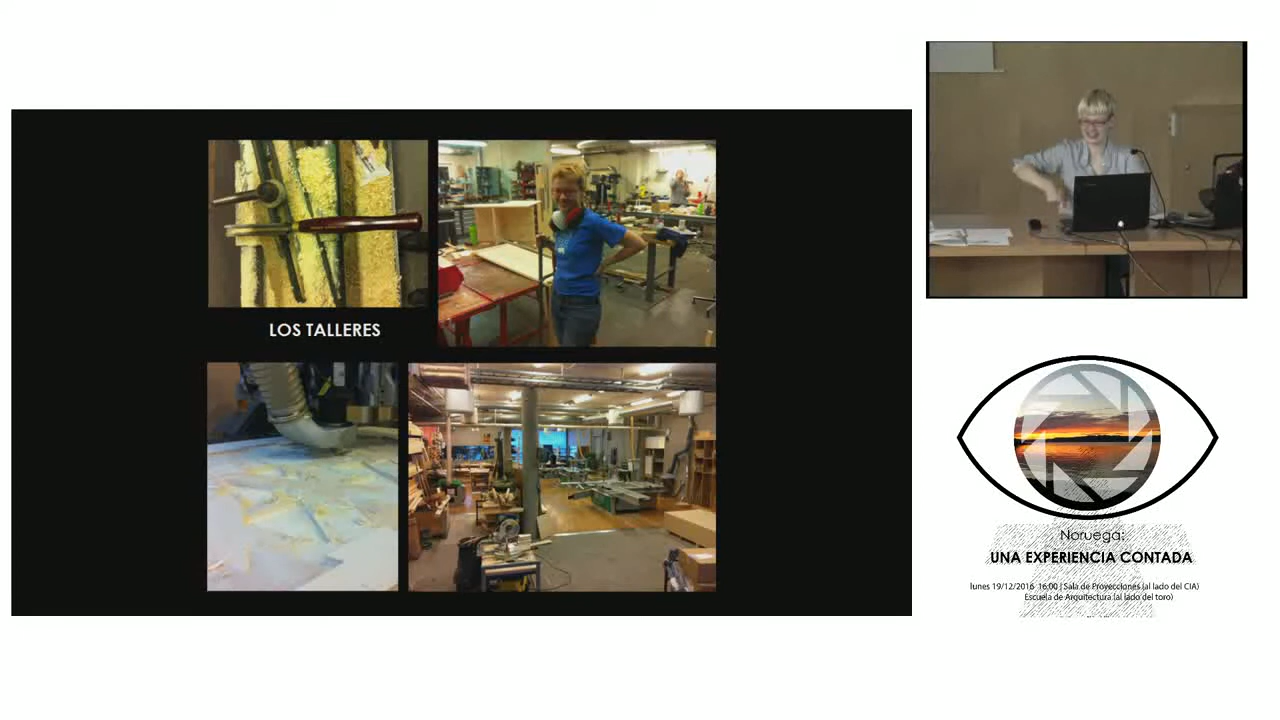 LOS TALLERES
Noruega:
UNA EXPERIENCIA CONTADA
lunes 19/12/2016 16:00 | Sala de Proyecciones (al lado del CIA)
Escuela de Arquitectura (al lado del toro)